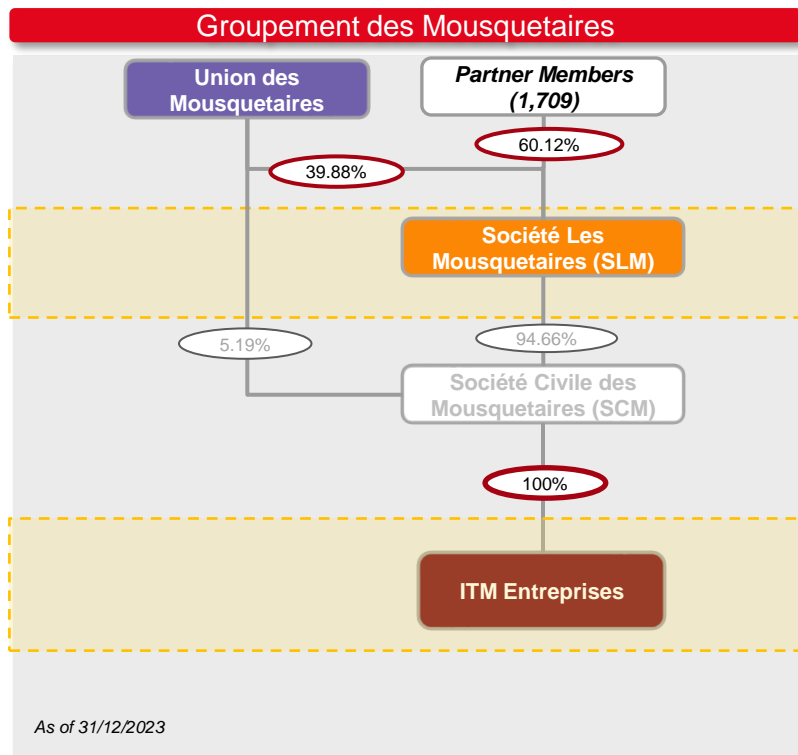 Groupement des Mousquetaires
Union des
Mousquetaires
Partner Members
(1,709)
60.12%
39.88%
Société Les
Mousquetaires (SLM)
5.19%
94.66%
Société Civile des
Mousquetaires (SCM)
100%
ITM Entreprises
As of 31/12/2023